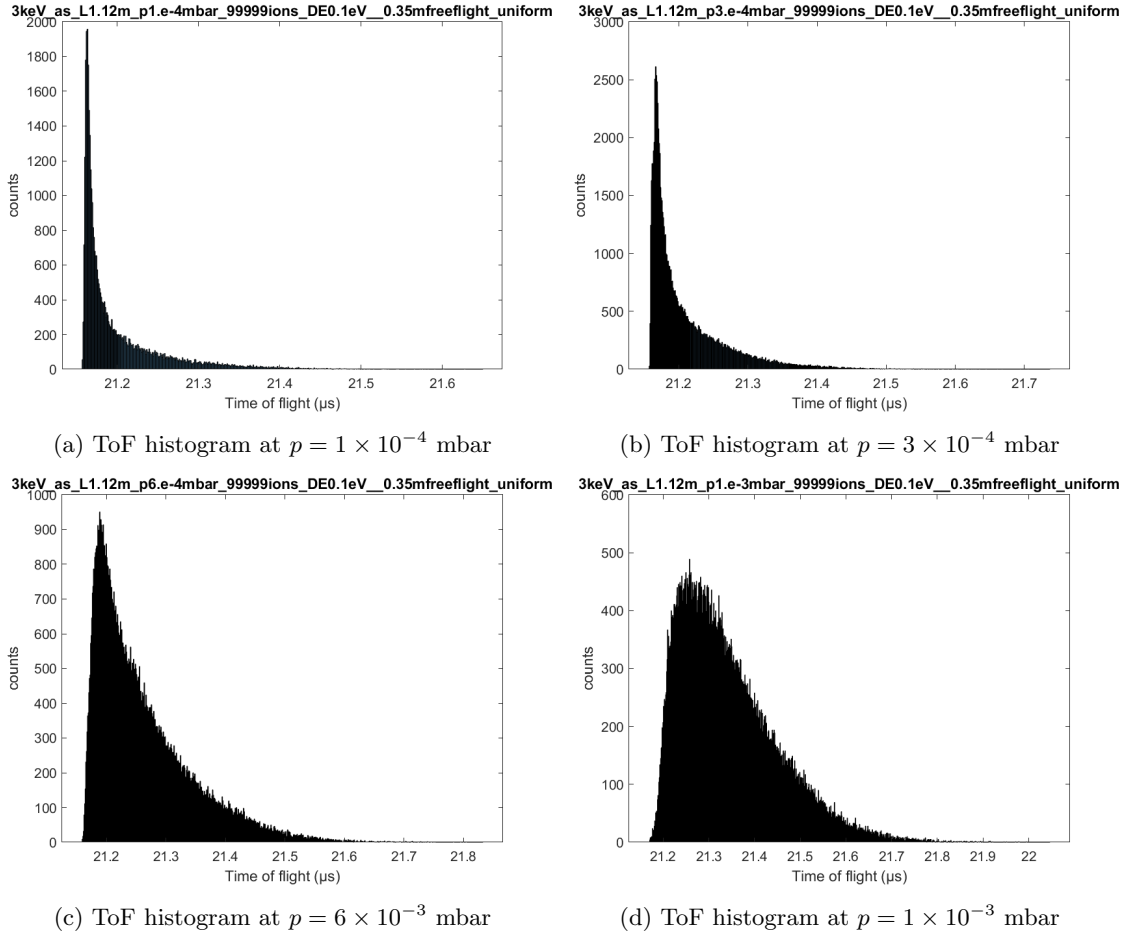 3keV_as_L1.12m_p1.e-4mbar_99999ions_DE0.1eV__0.35mfreeflight_uniform
2000
1800
1600
1400
1200
1000
800
600
400
200
0
counts
21.2 21.3 21.4 21.5 21.6
Time of flight (µs)
(a) ToF histogram at p = 1 × 10⁻⁴ mbar
3keV_as_L1.12m_p3.e-4mbar_99999ions_DE0.1eV__0.35mfreeflight_uniform
3000
2500
2000
1500
1000
500
0
counts
21.2 21.3 21.4 21.5 21.6 21.7
Time of flight (µs)
(b) ToF histogram at p = 3 × 10⁻⁴ mbar
3keV_as_L1.12m_p6.e-4mbar_99999ions_DE0.1eV__0.35mfreeflight_uniform
1000
900
800
700
600
500
400
300
200
100
0
counts
21.2 21.3 21.4 21.5 21.6 21.7 21.8
Time of flight (µs)
(c) ToF histogram at p = 6 × 10⁻³ mbar
3keV_as_L1.12m_p1.e-3mbar_99999ions_DE0.1eV__0.35mfreeflight_uniform
600
500
400
300
200
100
0
counts
21.2 21.3 21.4 21.5 21.6 21.7 21.8 21.9 22
Time of flight (µs)
(d) ToF histogram at p = 1 × 10⁻³ mbar